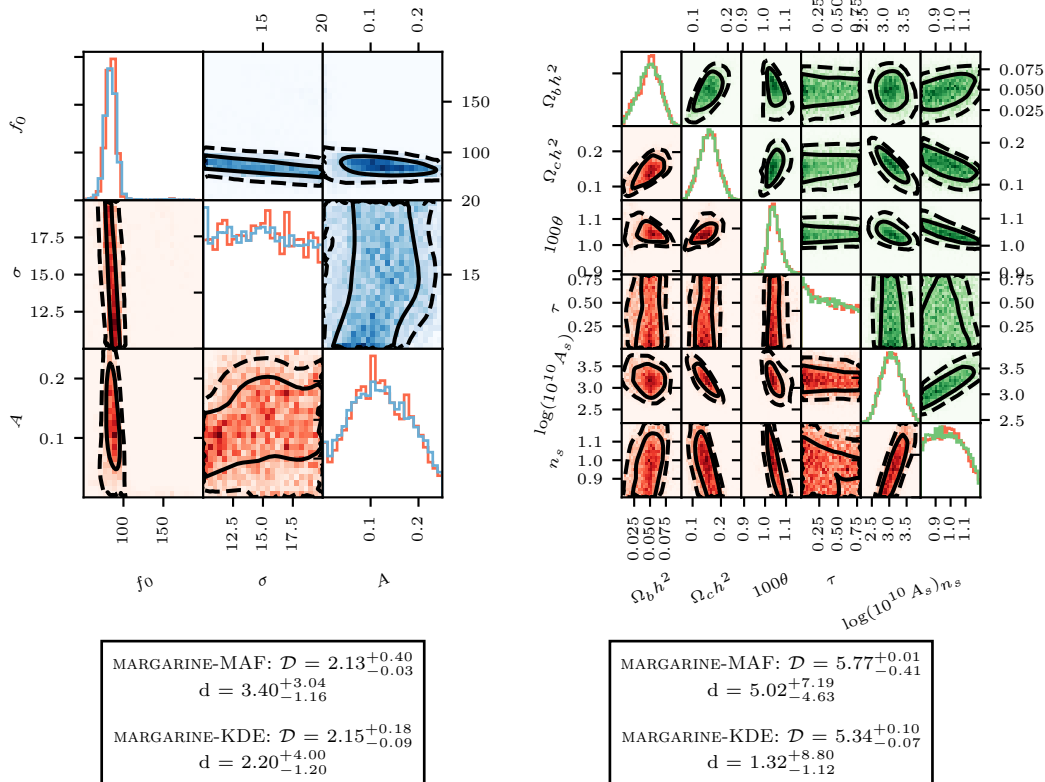 15 20 0.1 0.2
f₀ 150 100
σ 17.5 15.0 12.5 20 15
A 0.2 0.1
100 150 12.5 15.0 17.5 0.1 0.2
f₀ σ A
MARGARINE-MAF: 𝒟 = 2.13^{+0.40}_{-0.03}
d = 3.40^{+3.04}_{-1.16}
MARGARINE-KDE: 𝒟 = 2.15^{+0.18}_{-0.09}
d = 2.20^{+4.00}_{-1.20}
0.1 0.2 1.0 1.1 0.25 0.50 0.75 2.5 3.0 3.5 0.9 1.0 1.1
Ω_b h² 0.075 0.050 0.025
Ω_c h² 0.2 0.1 0.2 0.1
100θ 1.1 1.0 0.9 1.1 1.0 0.9
τ 0.75 0.50 0.25
log(10¹⁰A_s) 3.5 3.0 2.5 3.5 3.0 2.5
n_s 1.1 1.0 0.9
0.025 0.050 0.075 0.1 0.2 0.9 1.0 1.1 0.25 0.50 0.75 2.5 3.0 3.5 0.9 1.0 1.1
Ω_b h² Ω_c h² 100θ τ log(10¹⁰A_s) n_s
MARGARINE-MAF: 𝒟 = 5.77^{+0.01}_{-0.41}
d = 5.02^{+7.19}_{-4.63}
MARGARINE-KDE: 𝒟 = 5.34^{+0.10}_{-0.07}
d = 1.32^{+8.80}_{-1.12}